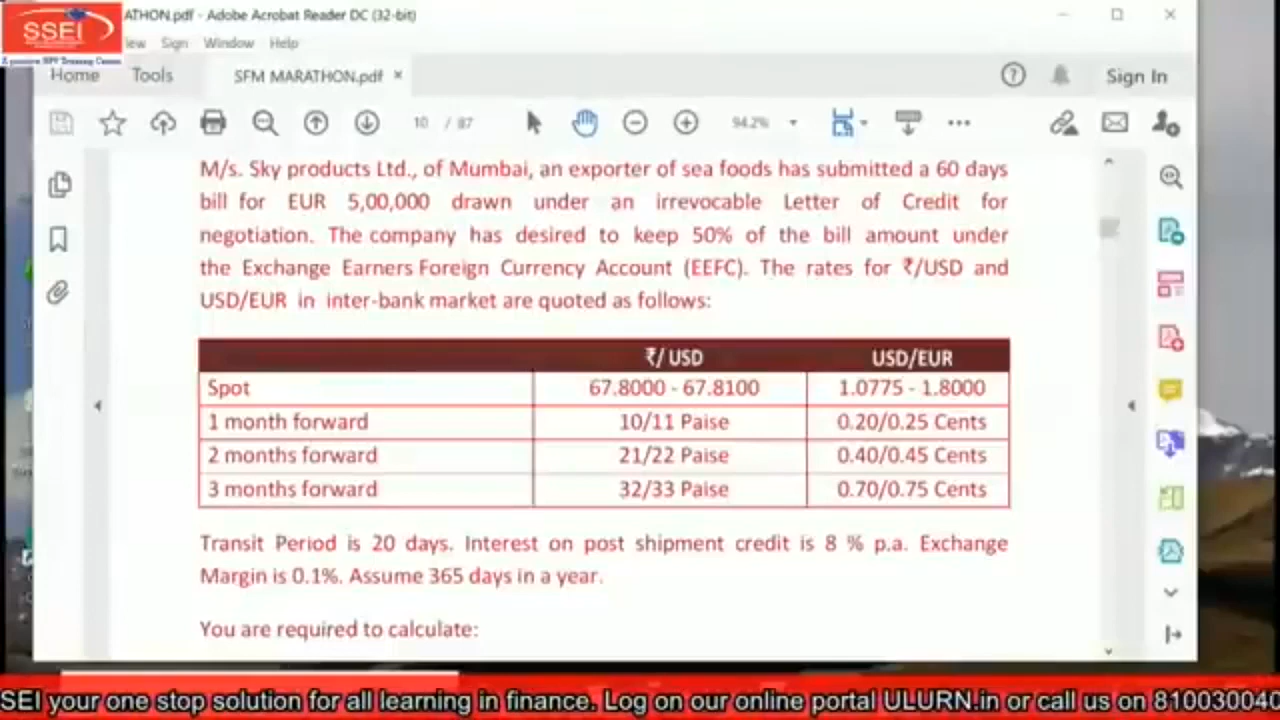 SSEI
ATHON.pdf - Adobe Acrobat Reader DC (32-bit)
iew Sign Window Help
Home Tools SFM MARATHON.pdf × Sign In
10 / 87 94.2%
M/s. Sky products Ltd., of Mumbai, an exporter of sea foods has submitted a 60 days
bill for EUR 5,00,000 drawn under an irrevocable Letter of Credit for
negotiation. The company has desired to keep 50% of the bill amount under
the Exchange Earners Foreign Currency Account (EEFC). The rates for ₹/USD and
USD/EUR in inter-bank market are quoted as follows:
₹/ USD USD/EUR
Spot 67.8000 - 67.8100 1.0775 - 1.8000
1 month forward 10/11 Paise 0.20/0.25 Cents
2 months forward 21/22 Paise 0.40/0.45 Cents
3 months forward 32/33 Paise 0.70/0.75 Cents
Transit Period is 20 days. Interest on post shipment credit is 8 % p.a. Exchange
Margin is 0.1%. Assume 365 days in a year.
You are required to calculate:
SEI your one stop solution for all learning in finance. Log on our online portal ULURN.in or call us on 810030040